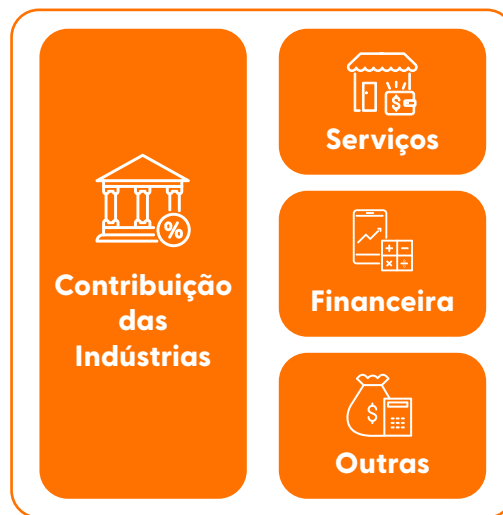 Contribuição
das
Indústrias
Serviços
Financeira
Outras